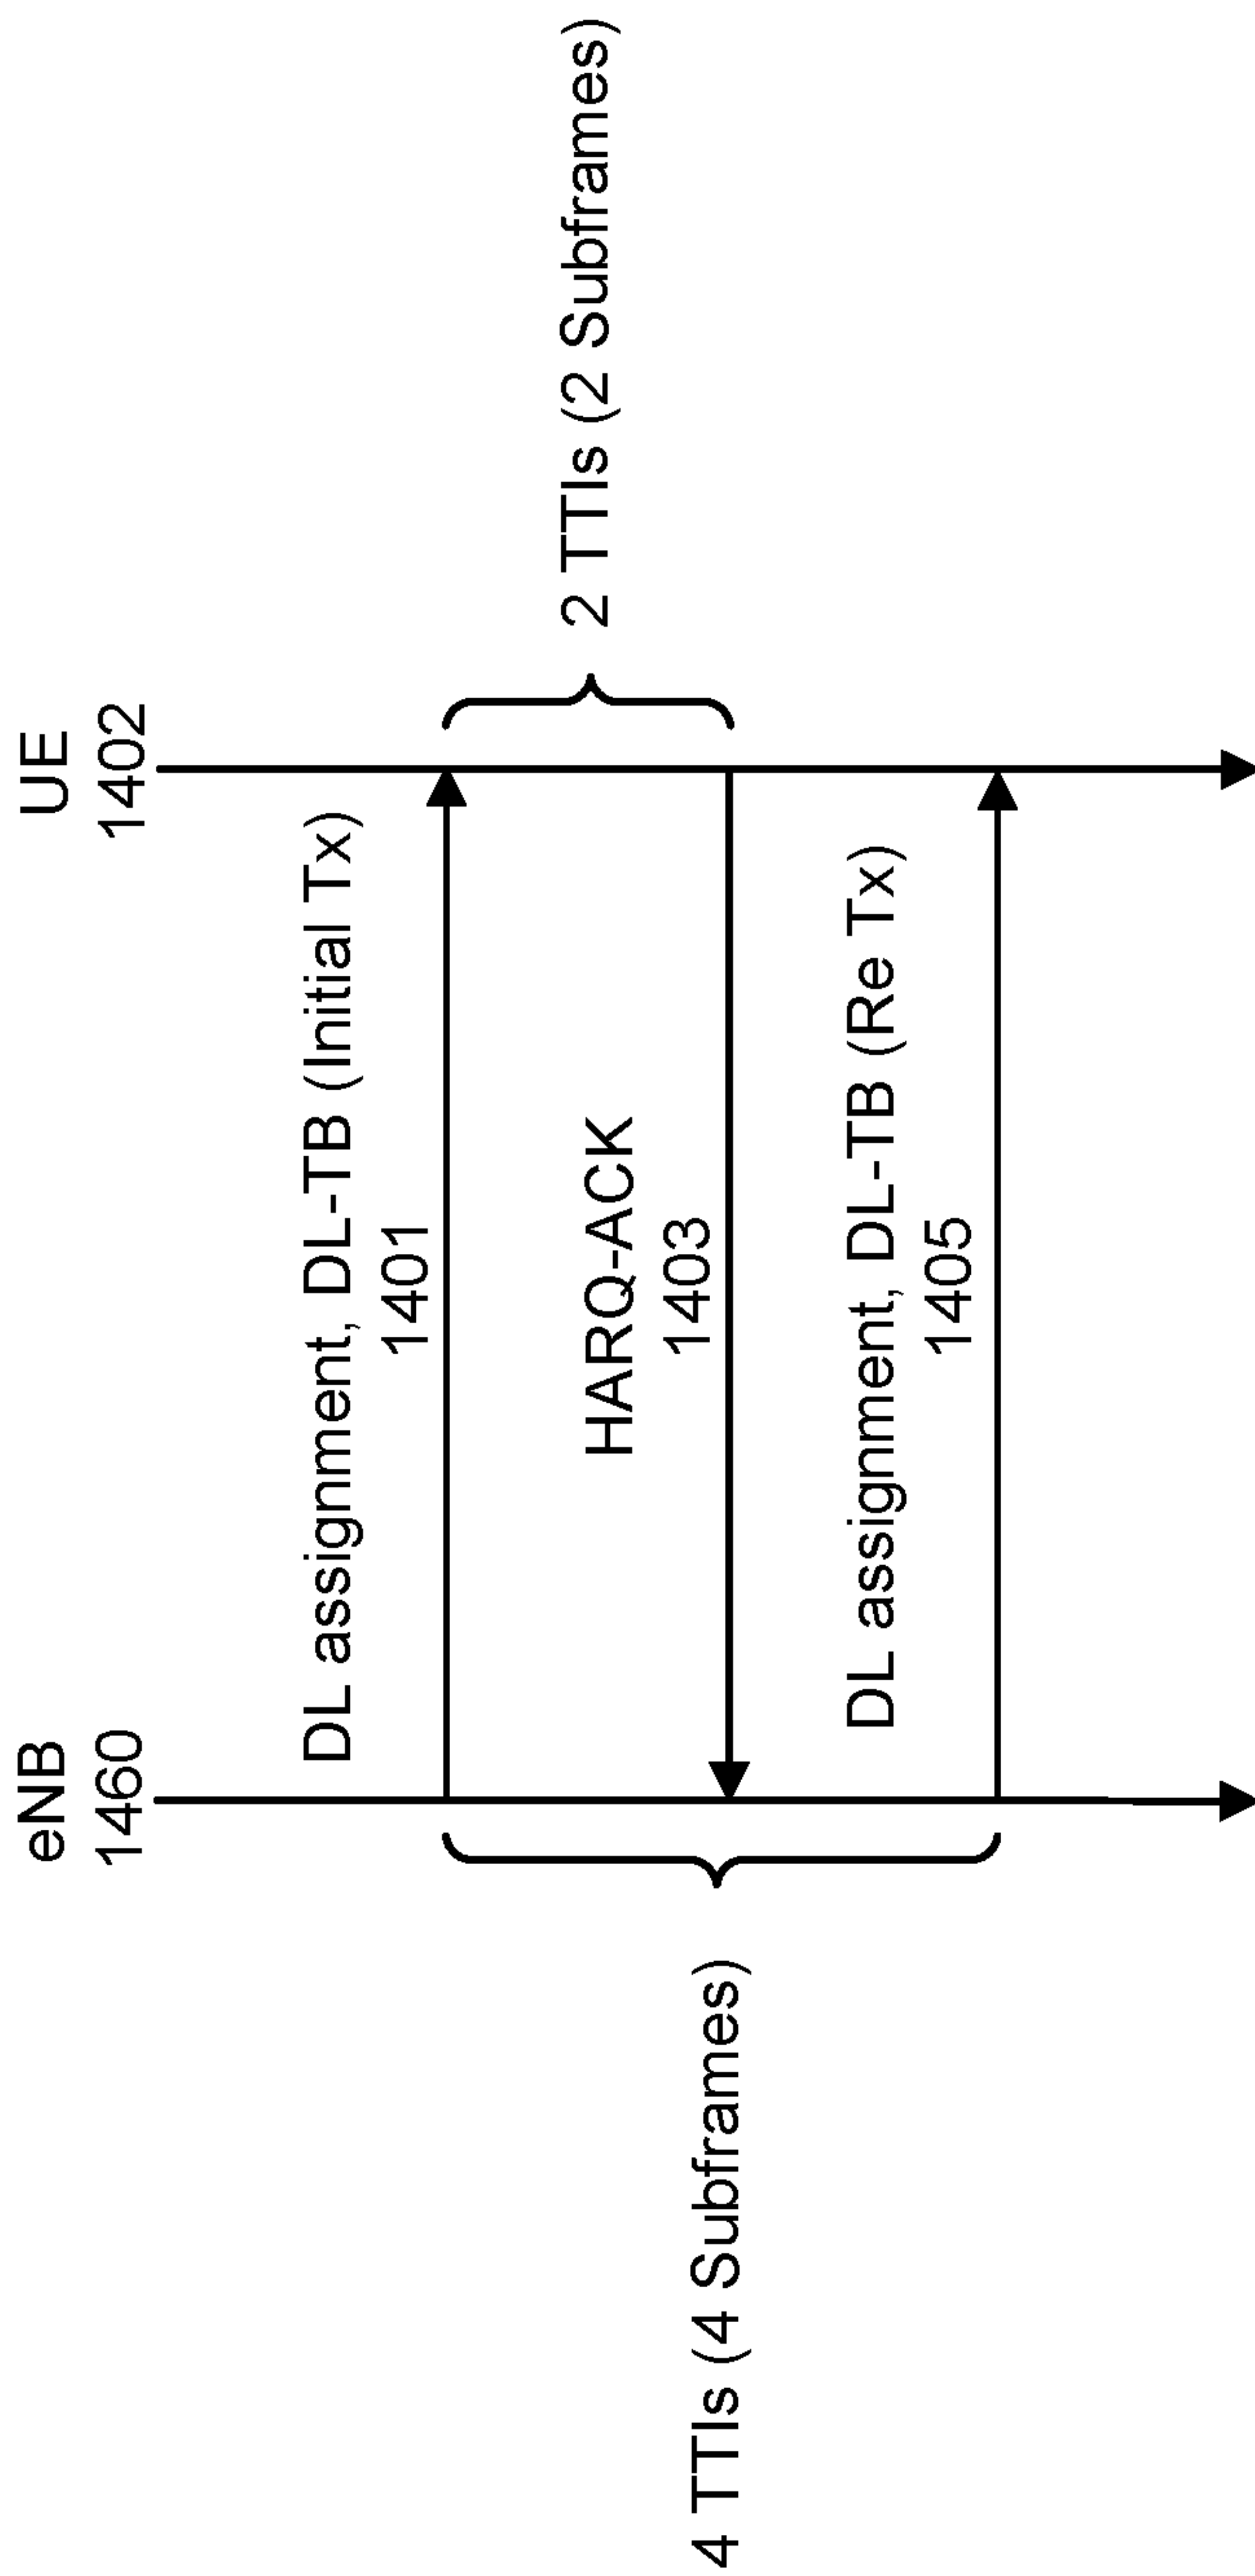 eNB
1460
UE
1402
DL assignment, DL-TB (Initial Tx)
1401
2 TTIs (2 Subframes)
HARQ-ACK
1403
4 TTIs (4 Subframes)
DL assignment, DL-TB (Re Tx)
1405